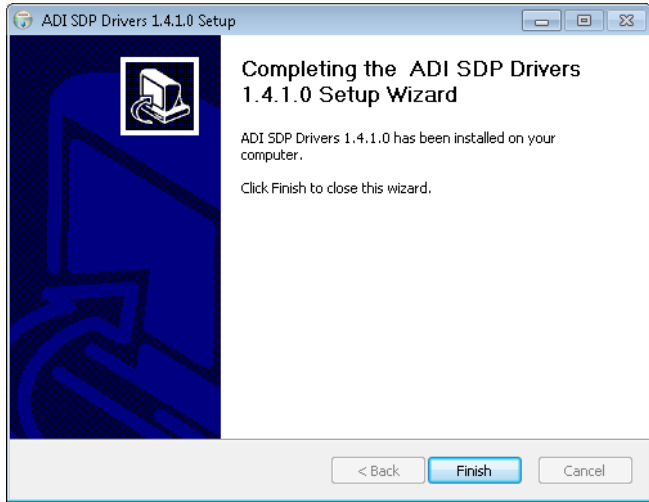 ADI SDP Drivers 1.4.1.0 Setup
Completing the ADI SDP Drivers
1.4.1.0 Setup Wizard
ADI SDP Drivers 1.4.1.0 has been installed on your
computer.
Click Finish to close this wizard.
< Back
Finish
Cancel